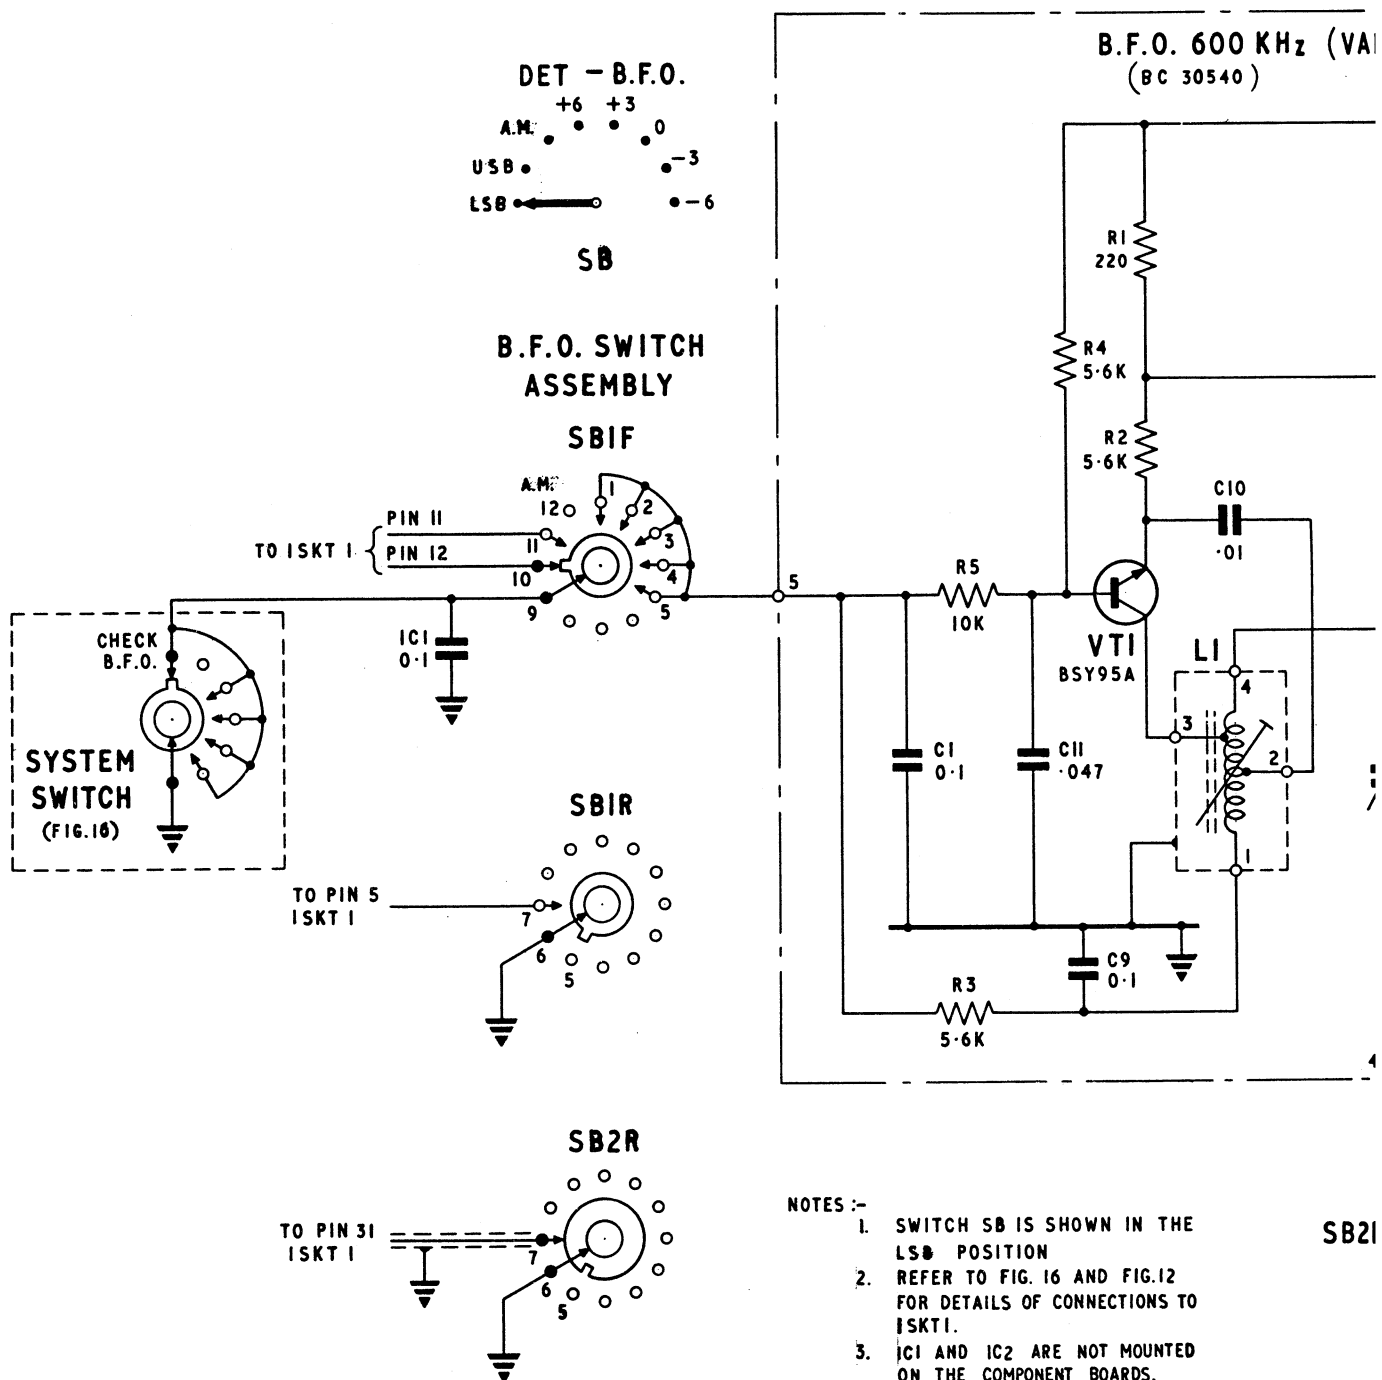 B.F.O. 600 KHz (VA
(BC 30540)
DET - B.F.O.
+6 +3
A.M. 0
USB -3
LSB -6
SB
R1
220
B.F.O. SWITCH
ASSEMBLY
R4
5·6K
SB1F
R2
5·6K
A.M.
12 1 2
C10
·01
PIN 11
TO 1SKT 1
PIN 12
11 3
10 4
9 5
5
R5
10K
CHECK
B.F.O.
1C1
0·1
VT1
BSY95A
L1
4
3
2
1
SYSTEM
SWITCH
(FIG.16)
C1
0·1
C11
·047
SB1R
TO PIN 5
1SKT 1
7
6
5
C9
0·1
R3
5·6K
4
SB2R
TO PIN 31
1SKT 1
7
6
5
NOTES :-
1. SWITCH SB IS SHOWN IN THE
LSB POSITION
2. REFER TO FIG. 16 AND FIG.12
FOR DETAILS OF CONNECTIONS TO
1SKT1.
3. 1C1 AND 1C2 ARE NOT MOUNTED
ON THE COMPONENT BOARDS.
SB2